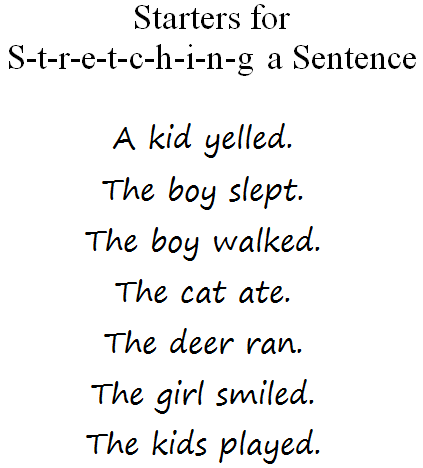 Starters for
S-t-r-e-t-c-h-i-n-g a Sentence
A kid yelled.
The boy slept.
The boy walked.
The cat ate.
The deer ran.
The girl smiled.
The kids played.